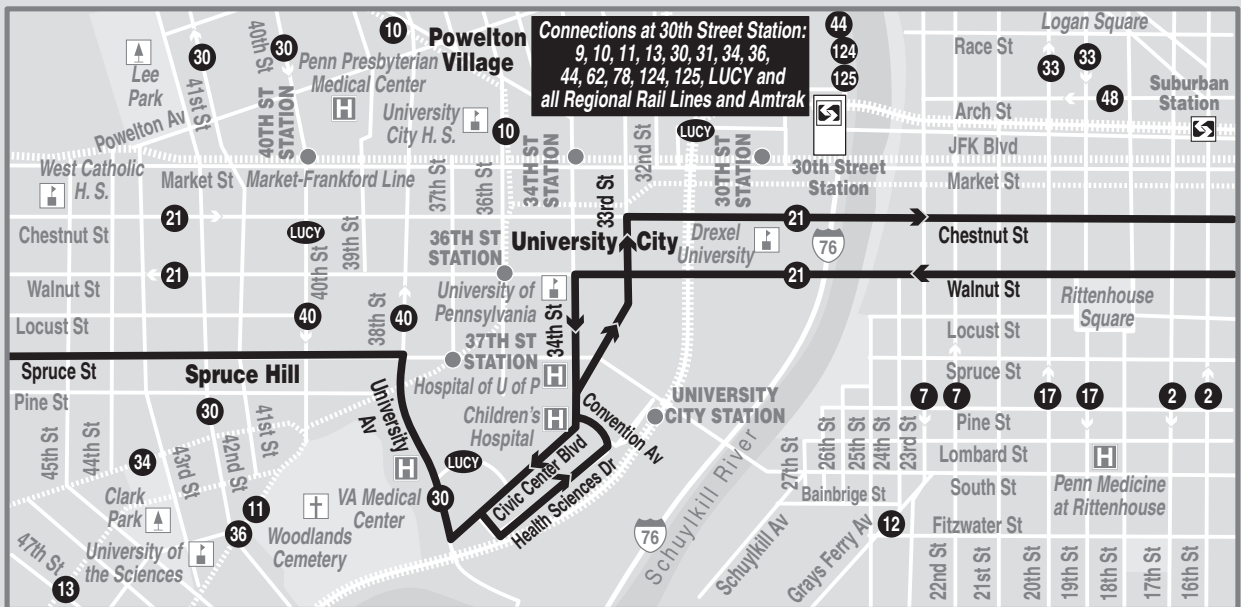 44
124
125
Connections at 30th Street Station:
9, 10, 11, 13, 30, 31, 34, 36,
44, 62, 78, 124, 125, LUCY and
all Regional Rail Lines and Amtrak
Logan Square
Race St
33
33
48
Arch St
Suburban
Station
JFK Blvd
Market St
30th Street
Station
30
41st St
40th St
30
10
Powelton
Village
Lee
Park
Penn Presbyterian
Medical Center
H
University
City H. S.
10
Powelton Av
40TH ST
STATION
West Catholic
H. S.
Market St
Market-Frankford Line
37th St
36th St
34TH ST
STATION
33rd St
32nd St
LUCY
30TH ST
STATION
21
Chestnut St
LUCY
39th St
40th St
36TH ST
STATION
University City
Drexel
University
21
76
Chestnut St
21
Walnut St
21
Walnut St
Locust St
40
38th St
40
University of
Pennsylvania
34th St
Rittenhouse
Square
Locust St
37TH ST
STATION
Spruce St
Spruce Hill
Spruce St
Pine St
Hospital of U of P
H
Children's
Hospital
H
Convention Av
UNIVERSITY
CITY STATION
7
7
17
17
2
2
Pine St
University
Av
30
45th St
44th St
43rd St
42nd St
41st St
34
27th St
26th St
25th St
24th St
23rd St
Lombard St
H
Penn Medicine
at Rittenhouse
LUCY
H
VA Medical
Center
30
Civic Center Blvd
Health Sciences Dr
South St
Bainbrige St
Clark
Park
11
36
Woodlands
Cemetery
12
Fitzwater St
47th St
13
University of
the Sciences
76
Schuylkill River
Schuylkill Av
Grays Ferry Av
22nd St
21st St
20th St
19th St
18th St
17th St
16th St